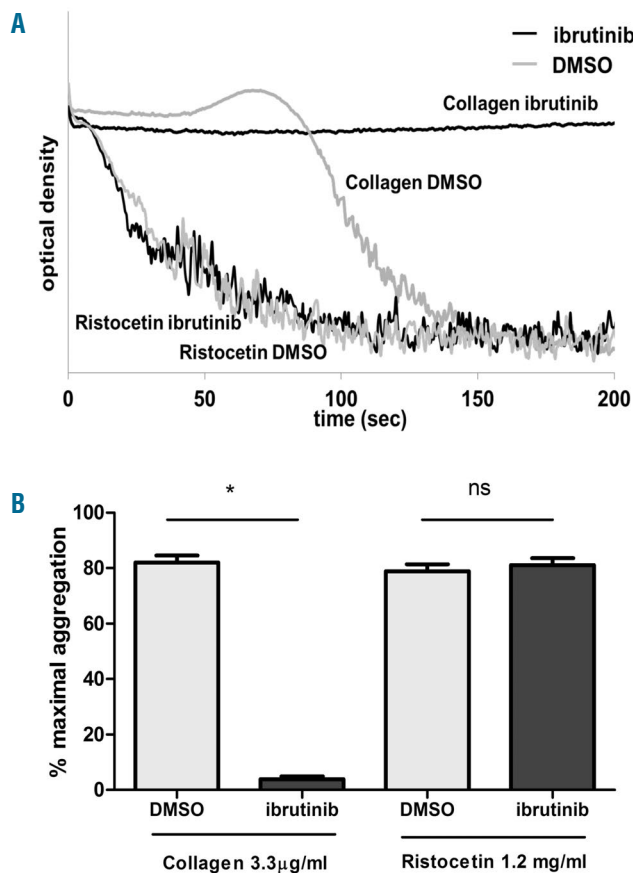 A
ibrutinib
DMSO
Collagen ibrutinib
Collagen DMSO
Ristocetin ibrutinib
Ristocetin DMSO
optical density
0 50 100 150 200
time (sec)
B
* ns
100
80
60
40
20
0
% maximal aggregation
DMSO ibrutinib DMSO ibrutinib
Collagen 3.3μg/ml Ristocetin 1.2 mg/ml